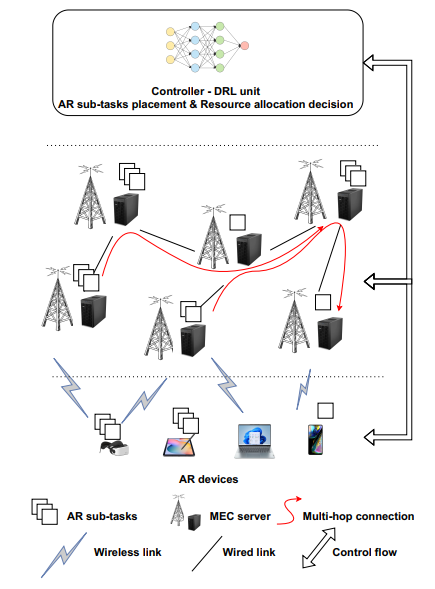 Controller - DRL unit
AR sub-tasks placement & Resource allocation decision
AR devices
AR sub-tasks
MEC server
Multi-hop connection
Wireless link
Wired link
Control flow